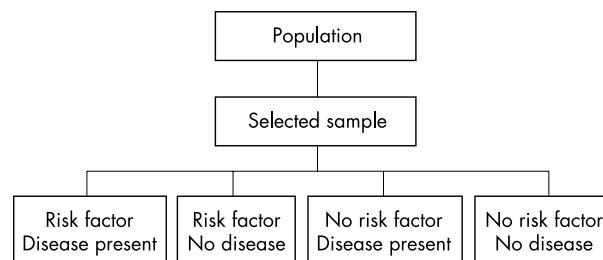 Population
Selected sample
Risk factor
Disease present
Risk factor
No disease
No risk factor
Disease present
No risk factor
No disease